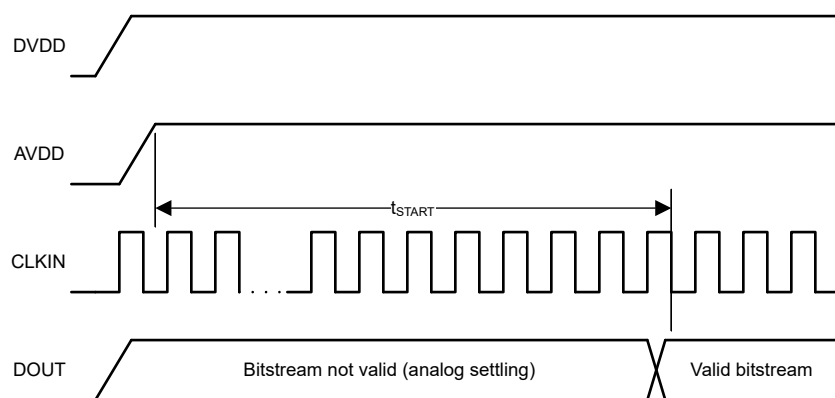 DVDD
AVDD
tSTART
CLKIN
. . . .
DOUT
Bitstream not valid (analog settling)
Valid bitstream